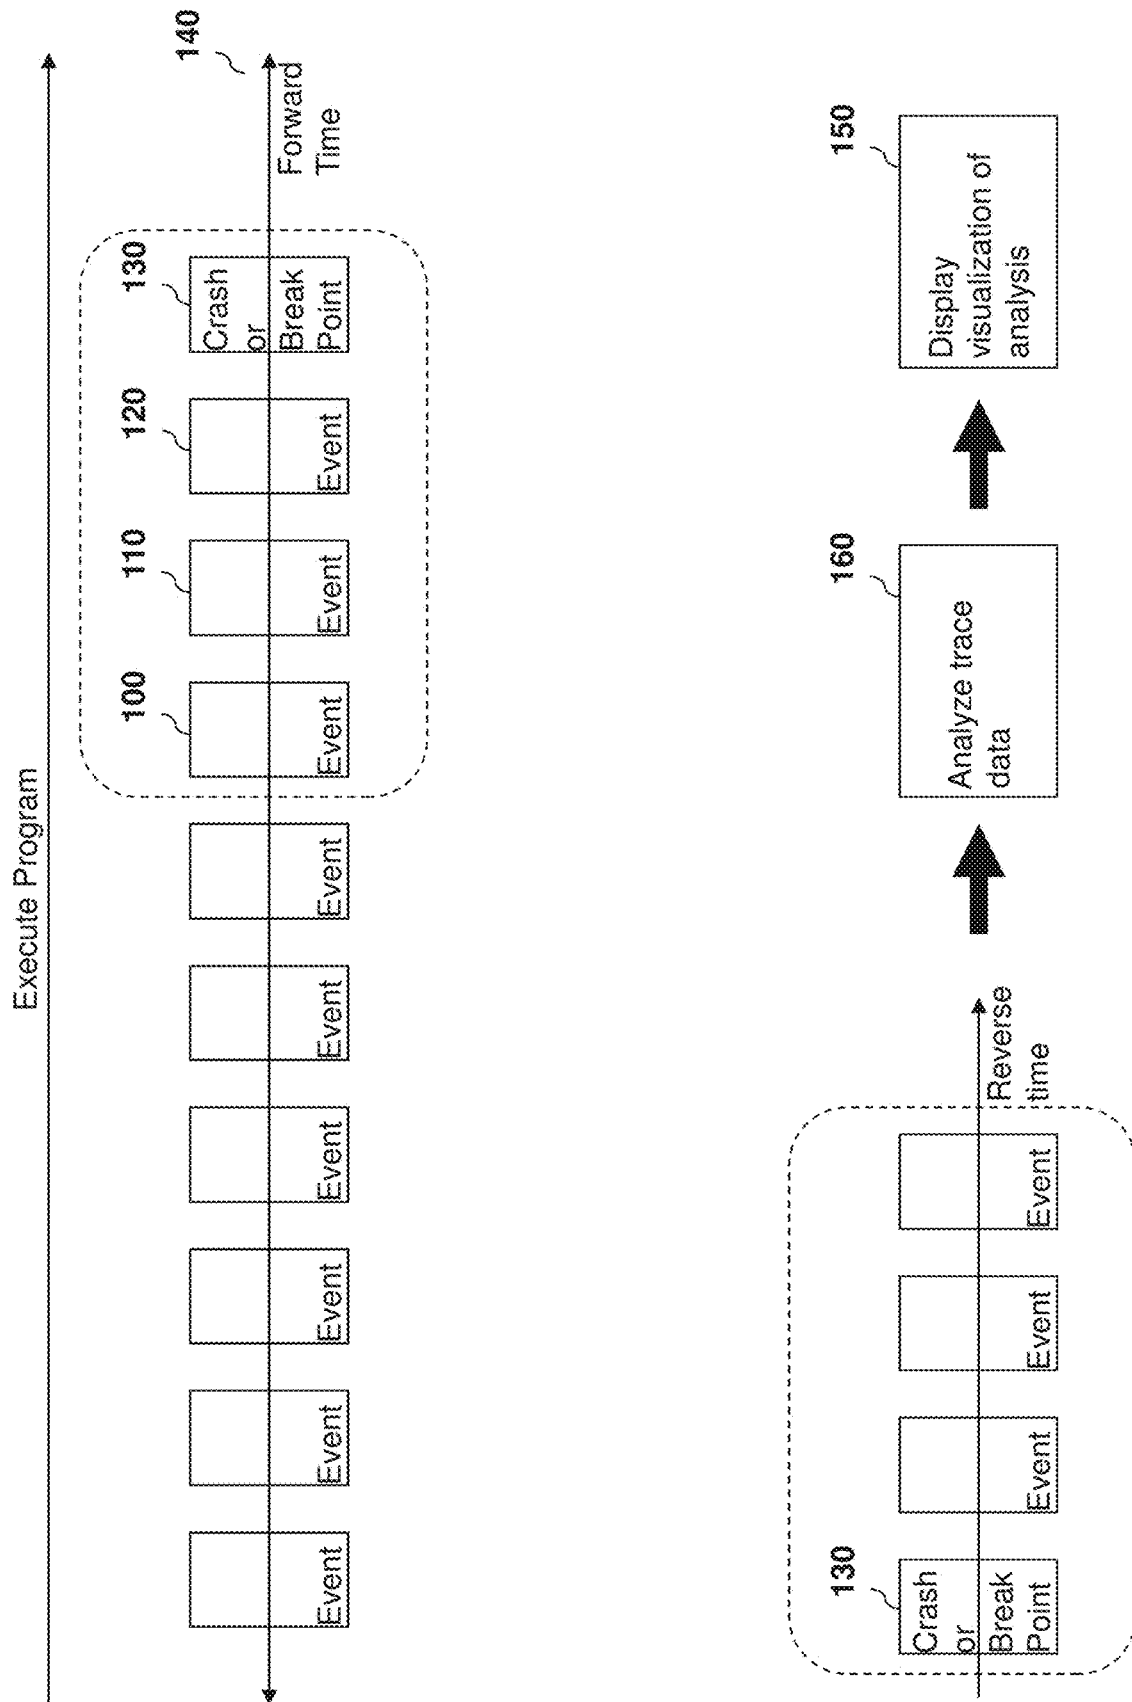 Execute Program
140
Forward
Time
130
Crash
or
Break
Point
120
Event
110
Event
100
Event
Event
Event
Event
Event
Event
Event
130
Crash
or
Break
Point
Event
Event
Event
Reverse
time
160
Analyze trace
data
150
Display
visualization of
analysis